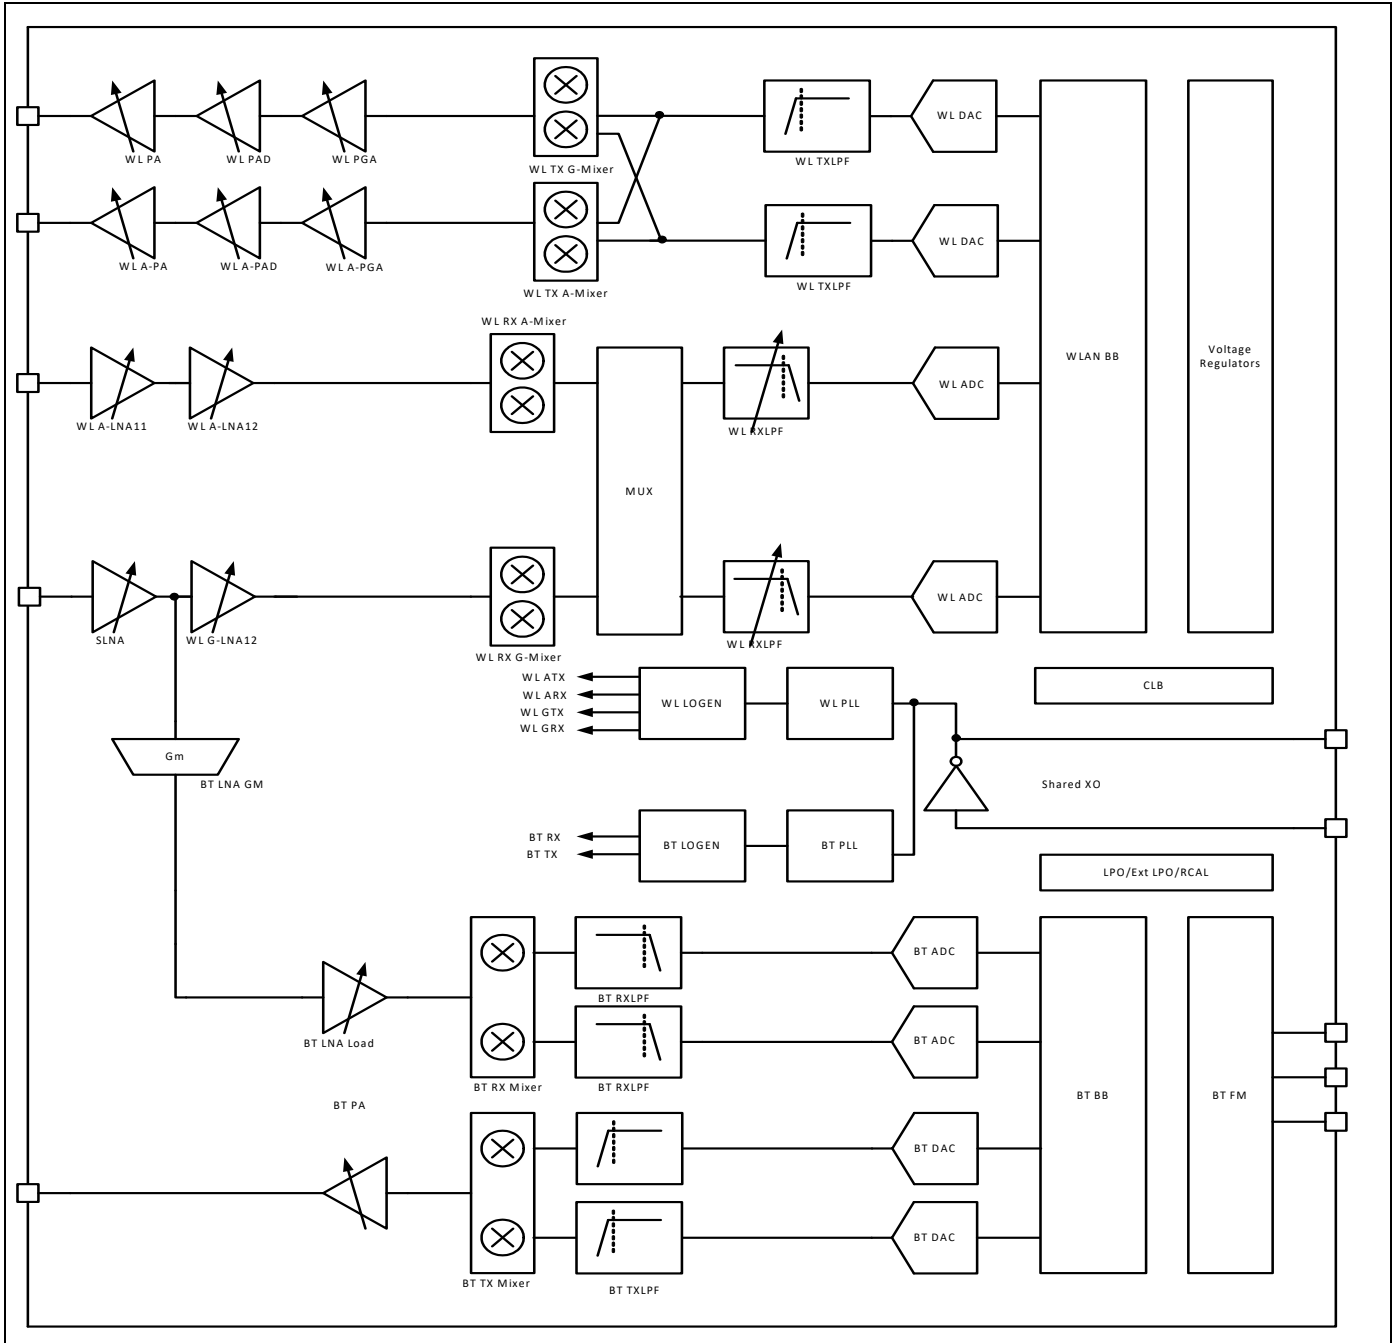 WL PA
WL PAD
WL PGA
WL TX G-Mixer
WL TXLPF
WL DAC
WL A-PA
WL A-PAD
WL A-PGA
WL TX A-Mixer
WL TXLPF
WL DAC
WL RX A-Mixer
WL A-LNA11
WL A-LNA12
WL RXLPF
WL ADC
WLAN BB
Voltage
Regulators
MUX
SLNA
WL G-LNA12
WL RX G-Mixer
WL RXLPF
WL ADC
WL ATX
WL ARX
WL GTX
WL GRX
WL LOGEN
WL PLL
CLB
Gm
BT LNA GM
Shared XO
BT RX
BT TX
BT LOGEN
BT PLL
LPO/Ext LPO/RCAL
BT LNA Load
BT RX Mixer
BT RXLPF
BT ADC
BT RXLPF
BT ADC
BT PA
BT BB
BT FM
BT DAC
BT TX Mixer
BT TXLPF
BT DAC